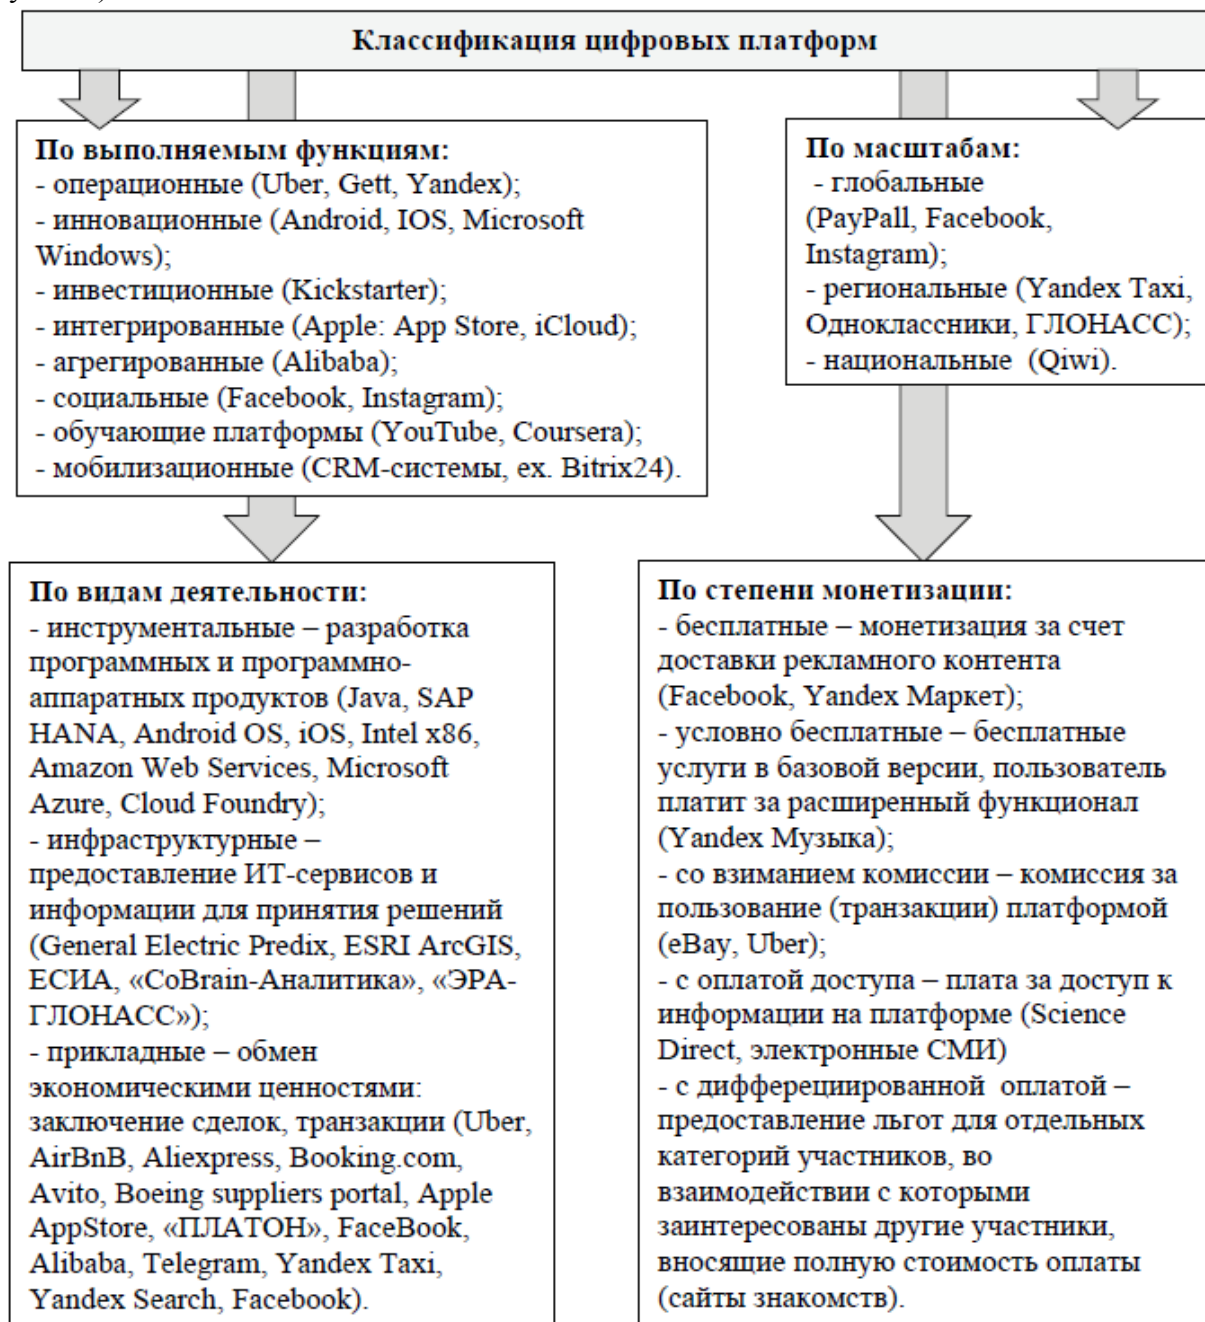 Классификация цифровых платформ
По выполняемым функциям:
- операционные (Uber, Gett, Yandex);
- инновационные (Android, IOS, Microsoft
Windows);
- инвестиционные (Kickstarter);
- интегрированные (Apple: App Store, iCloud);
- агрегированные (Alibaba);
- социальные (Facebook, Instagram);
- обучающие платформы (YouTube, Coursera);
- мобилизационные (CRM-системы, ex. Bitrix24).
По масштабам:
- глобальные
(PayPall, Facebook,
Instagram);
- региональные (Yandex Taxi,
Одноклассники, ГЛОНАСС);
- национальные (Qiwi).
По видам деятельности:
- инструментальные – разработка
программных и программно-
аппаратных продуктов (Java, SAP
HANA, Android OS, iOS, Intel x86,
Amazon Web Services, Microsoft
Azure, Cloud Foundry);
- инфраструктурные –
предоставление ИТ-сервисов и
информации для принятия решений
(General Electric Predix, ESRI ArcGIS,
ЕСИА, «CoBrain-Аналитика», «ЭРА-
ГЛОНАСС»);
- прикладные – обмен
экономическими ценностями:
заключение сделок, транзакции (Uber,
AirBnB, Aliexpress, Booking.com,
Avito, Boeing suppliers portal, Apple
AppStore, «ПЛАТОН», FaceBook,
Alibaba, Telegram, Yandex Taxi,
Yandex Search, Facebook).
По степени монетизации:
- бесплатные – монетизация за счет
доставки рекламного контента
(Facebook, Yandex Маркет);
- условно бесплатные – бесплатные
услуги в базовой версии, пользователь
платит за расширенный функционал
(Yandex Музыка);
- со взиманием комиссии – комиссия за
пользование (транзакции) платформой
(eBay, Uber);
- с оплатой доступа – плата за доступ к
информации на платформе (Science
Direct, электронные СМИ)
- с дифферециированной оплатой –
предоставление льгот для отдельных
категорий участников, во
взаимодействии с которыми
заинтересованы другие участники,
вносящие полную стоимость оплаты
(сайты знакомств).